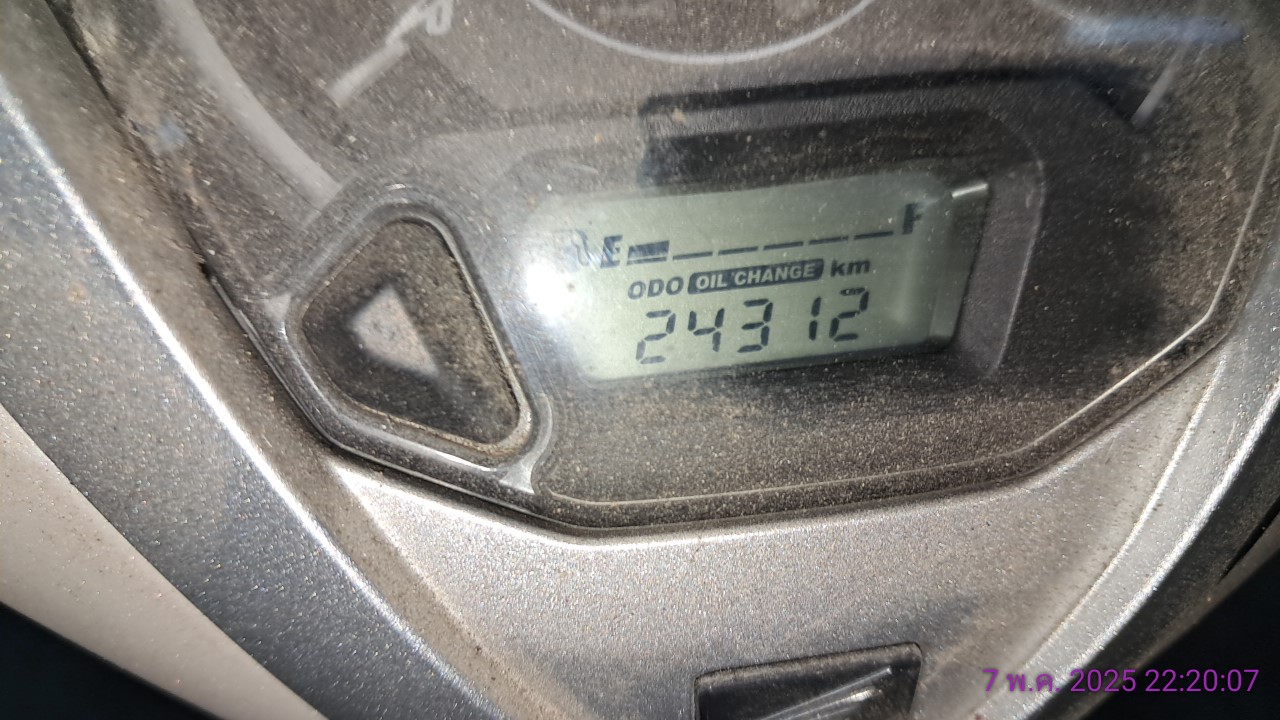 E F
ODO OIL CHANGE km
24312
7 พ.ค. 2025 22:20:07